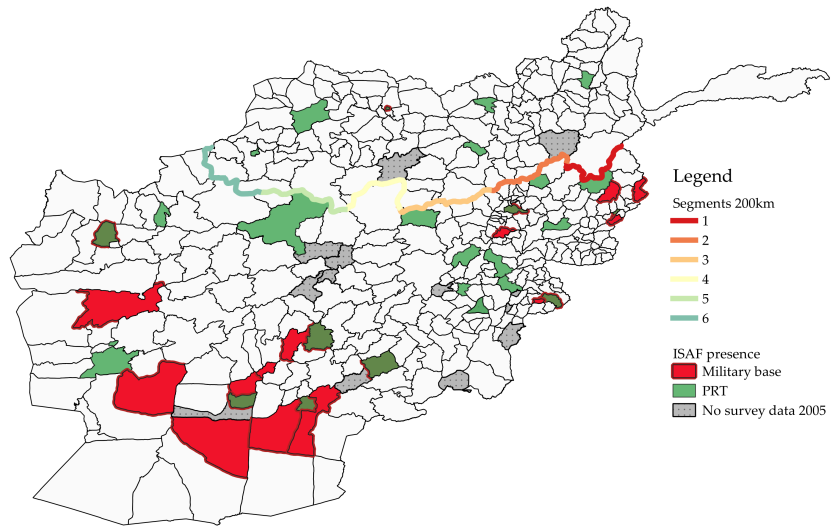 Legend
Segments 200km
1
2
3
4
5
6
ISAF presence
Military base
PRT
No survey data 2005